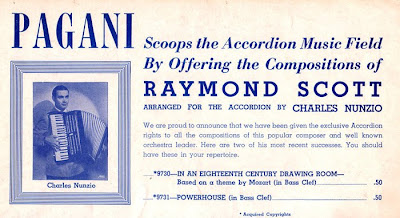 PAGANI
Scoops the Accordion Music Field
By Offering the Compositions of
RAYMOND SCOTT
ARRANGED FOR THE ACCORDION BY CHARLES NUNZIO
We are proud to announce that we have been given the exclusive Accordion
rights to all the compositions of this popular composer and well known
orchestra leader. Here are two of his most recent successes. You should
have these in your repertoire.
*9730—IN AN EIGHTEENTH CENTURY DRAWING ROOM—
Based on a theme by Mozart (in Bass Clef) .50
*9731—POWERHOUSE (in Bass Clef) .50
* Acquired Copyrights
Charles Nunzio